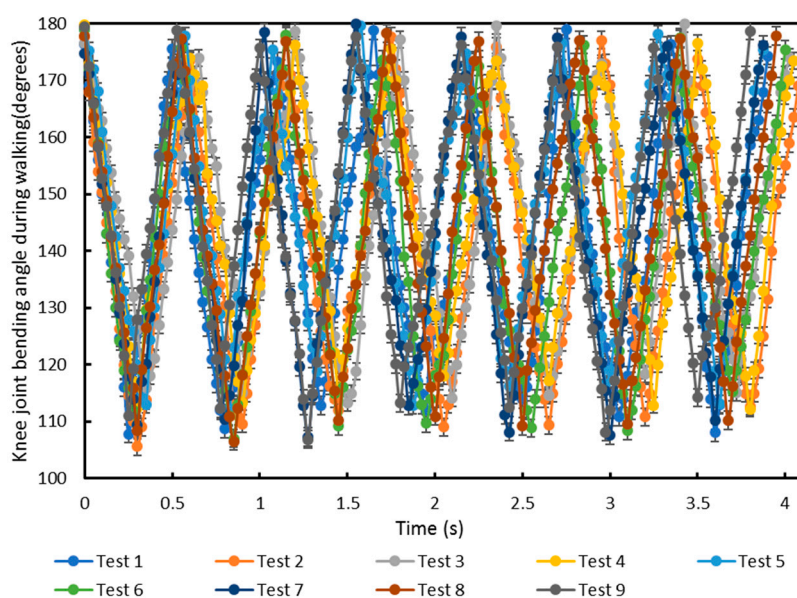 Knee joint bending angle during walking(degrees)
180
170
160
150
140
130
120
110
100
0
0.5
1
1.5
2
2.5
3
3.5
4
Time (s)
Test 1
Test 2
Test 3
Test 4
Test 5
Test 6
Test 7
Test 8
Test 9